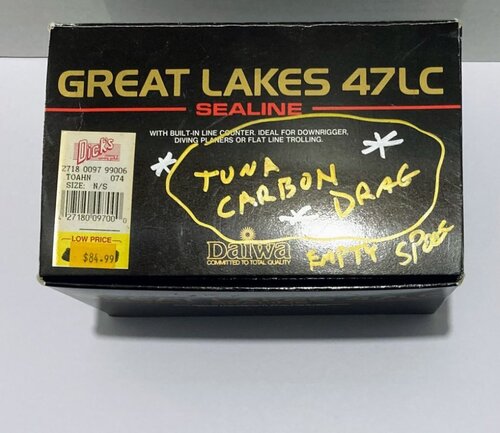 GREAT LAKES 47LC
SEALINE
WITH BUILT-IN LINE COUNTER. IDEAL FOR DOWNRIGGER,
DIVING PLANERS OR FLAT LINE TROLLING.
DICK'S
2718 0097 99006
TOAHN 074
SIZE: N/S
4 27180 09700 0
LOW PRICE
$84.99
* TUNA *
CARBON DRAG
*
Daiwa
COMMITTED TO TOTAL QUALITY
EMPTY SPOOL